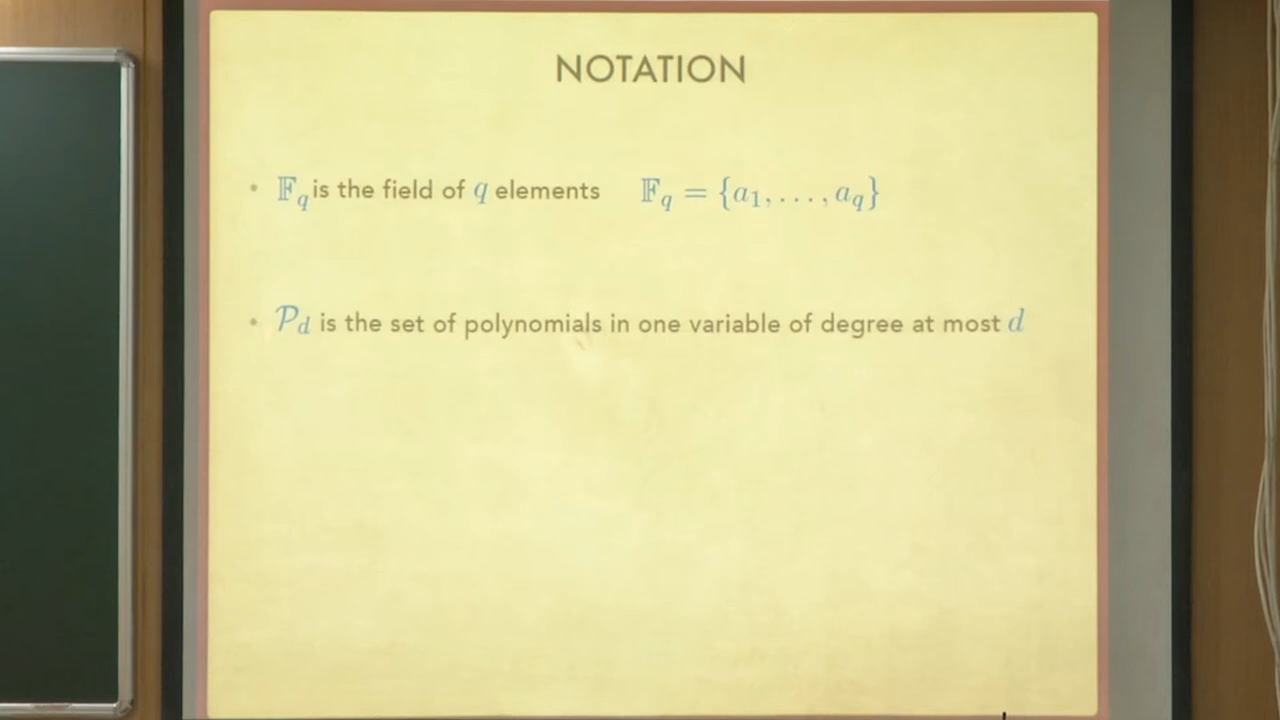 NOTATION
• 𝔽_q is the field of q elements 𝔽_q = {a_1, . . . , a_q}
• 𝒫_d is the set of polynomials in one variable of degree at most d